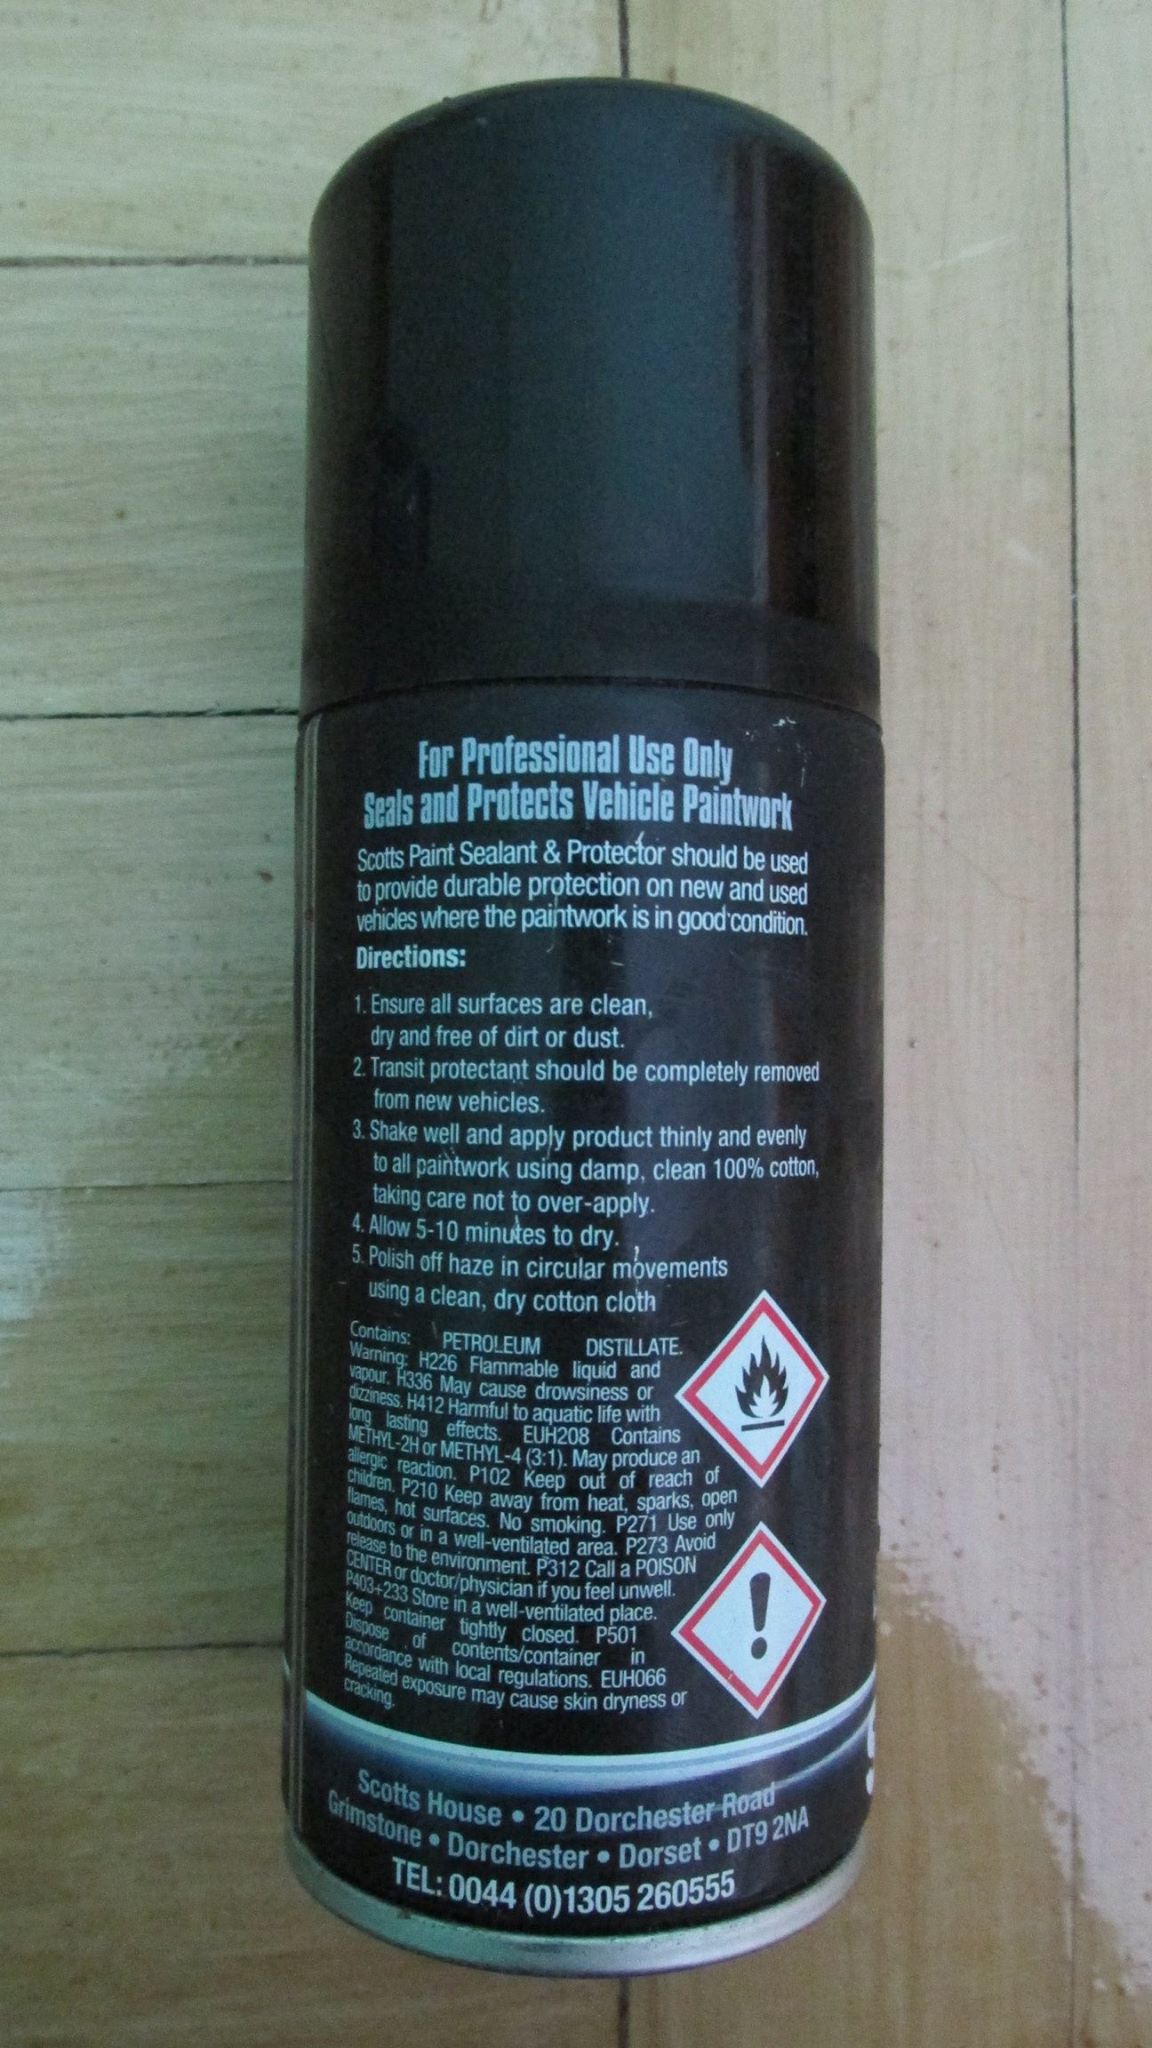 For Professional Use Only
Seals and Protects Vehicle Paintwork
Scotts Paint Sealant & Protector should be used
to provide durable protection on new and used
vehicles where the paintwork is in good condition.
Directions:
1. Ensure all surfaces are clean,
dry and free of dirt or dust.
2. Transit protectant should be completely removed
from new vehicles.
3. Shake well and apply product thinly and evenly
to all paintwork using damp, clean 100% cotton,
taking care not to over-apply.
4. Allow 5-10 minutes to dry.
5. Polish off haze in circular movements
using a clean, dry cotton cloth
Contains: PETROLEUM DISTILLATE.
Warning: H226 Flammable liquid and
vapour. H336 May cause drowsiness or
dizziness. H412 Harmful to aquatic life with
long lasting effects. EUH208 Contains
METHYL-2H or METHYL-4 (3:1). May produce an
allergic reaction. P102 Keep out of reach of
children. P210 Keep away from heat, sparks, open
flames, hot surfaces. No smoking. P271 Use only
outdoors or in a well-ventilated area. P273 Avoid
release to the environment. P312 Call a POISON
CENTER or doctor/physician if you feel unwell.
P403+233 Store in a well-ventilated place.
Keep container tightly closed. P501
Dispose of contents/container in
accordance with local regulations. EUH066
Repeated exposure may cause skin dryness or
cracking.
Scotts House • 20 Dorchester Road
Grimstone • Dorchester • Dorset • DT9 2NA
TEL: 0044 (0)1305 260555